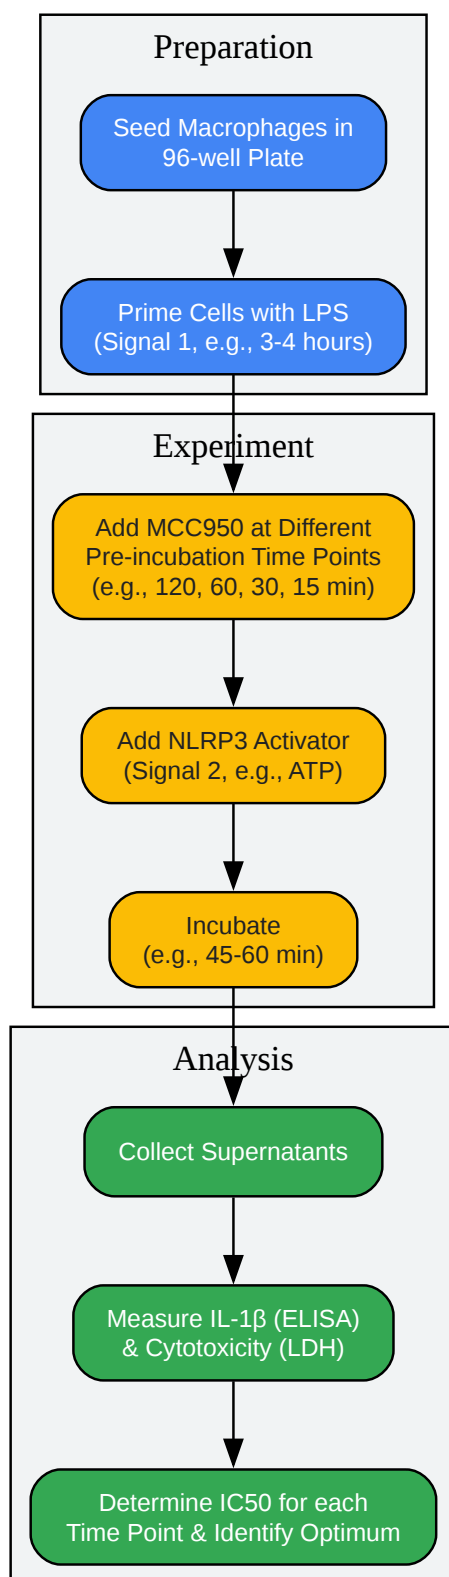 Preparation
Seed Macrophages in
96-well Plate
Prime Cells with LPS
(Signal 1, e.g., 3-4 hours)
Experiment
Add MCC950 at Different
Pre-incubation Time Points
(e.g., 120, 60, 30, 15 min)
Add NLRP3 Activator
(Signal 2, e.g., ATP)
Incubate
(e.g., 45-60 min)
Analysis
Collect Supernatants
Measure IL-1β (ELISA)
& Cytotoxicity (LDH)
Determine IC50 for each
Time Point & Identify Optimum